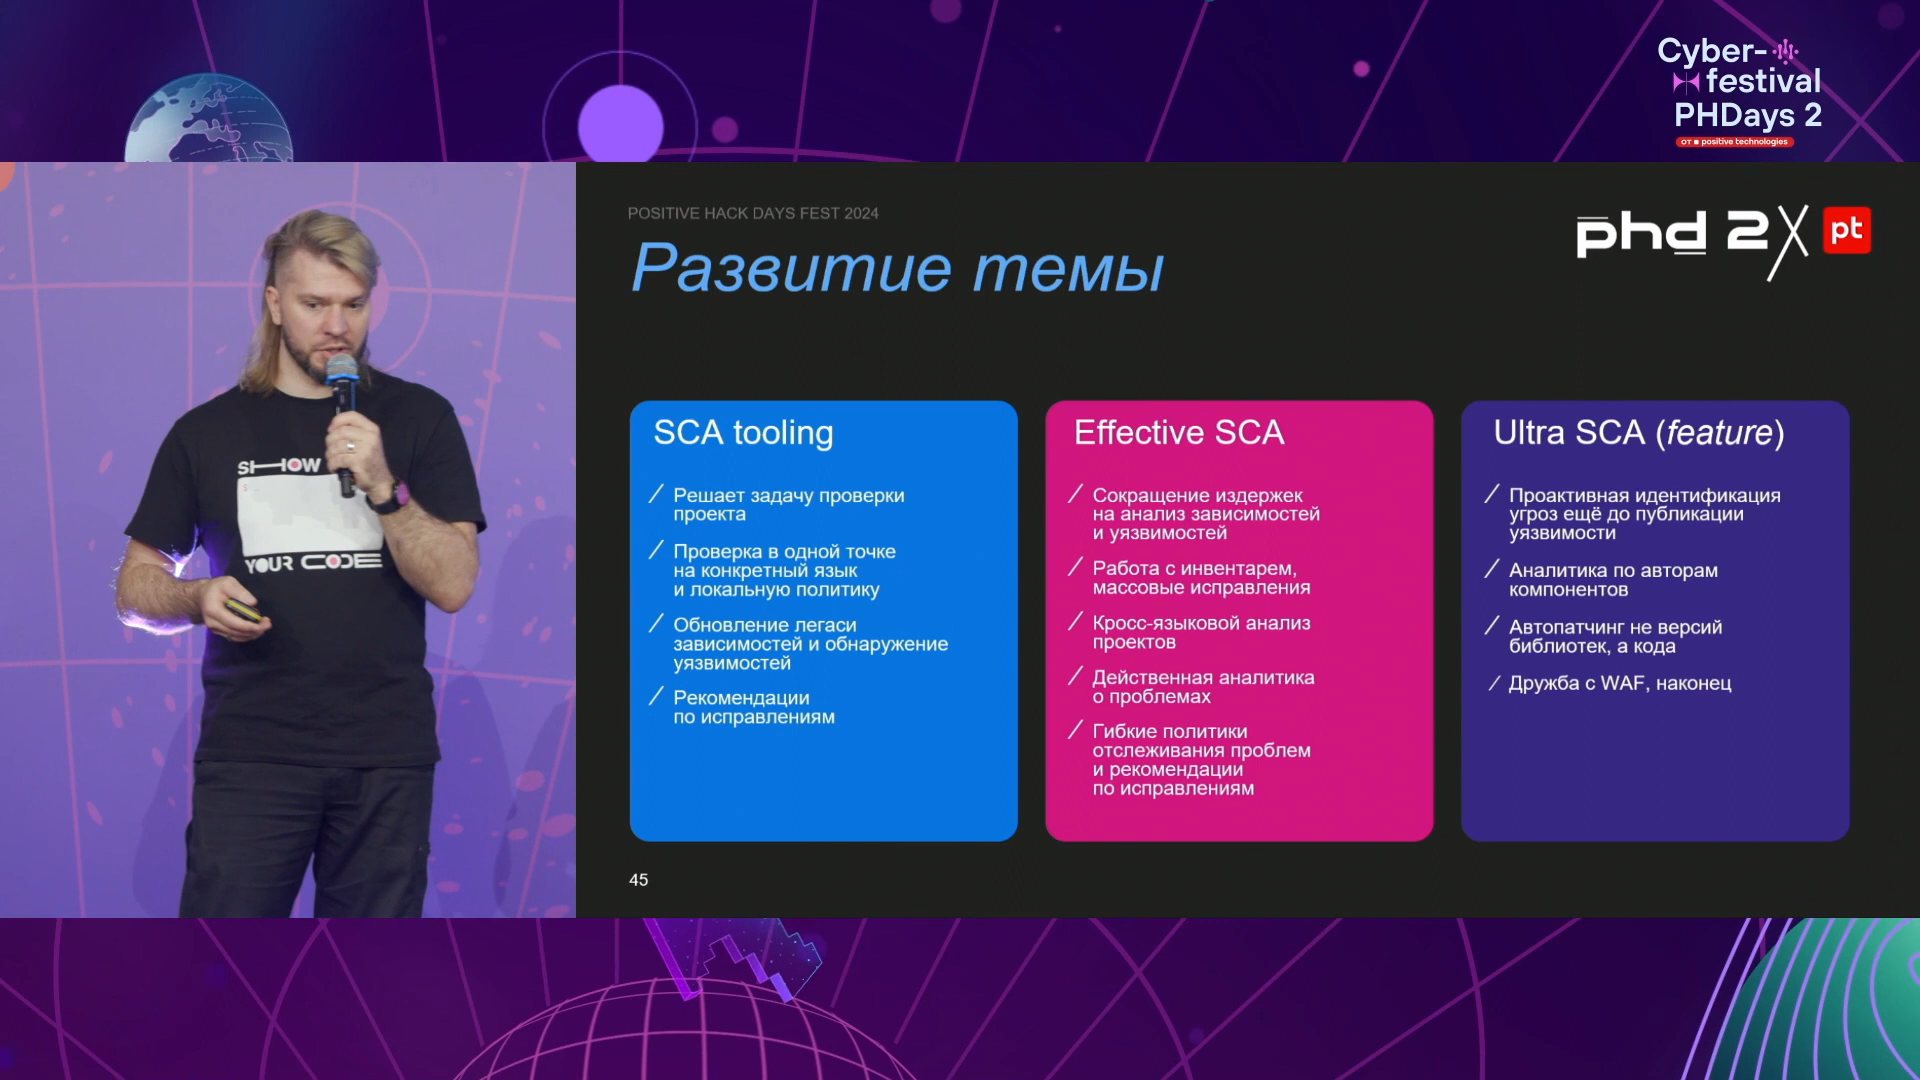 Cyber-
festival
PHDays 2
от positive technologies
POSITIVE HACK DAYS FEST 2024
phd 2
pt
Развитие темы
SHOW
YOUR CODE
SCA tooling
Решает задачу проверки
проекта
Проверка в одной точке
на конкретный язык
и локальную политику
Обновление легаси
зависимостей и обнаружение
уязвимостей
Рекомендации
по исправлениям
Effective SCA
Сокращение издержек
на анализ зависимостей
и уязвимостей
Работа с инвентарем,
массовые исправления
Кросс-языковой анализ
проектов
Действенная аналитика
о проблемах
Гибкие политики
отслеживания проблем
и рекомендации
по исправлениям
Ultra SCA (feature)
Проактивная идентификация
угроз ещё до публикации
уязвимости
Аналитика по авторам
компонентов
Автопатчинг не версий
библиотек, а кода
Дружба с WAF, наконец
45